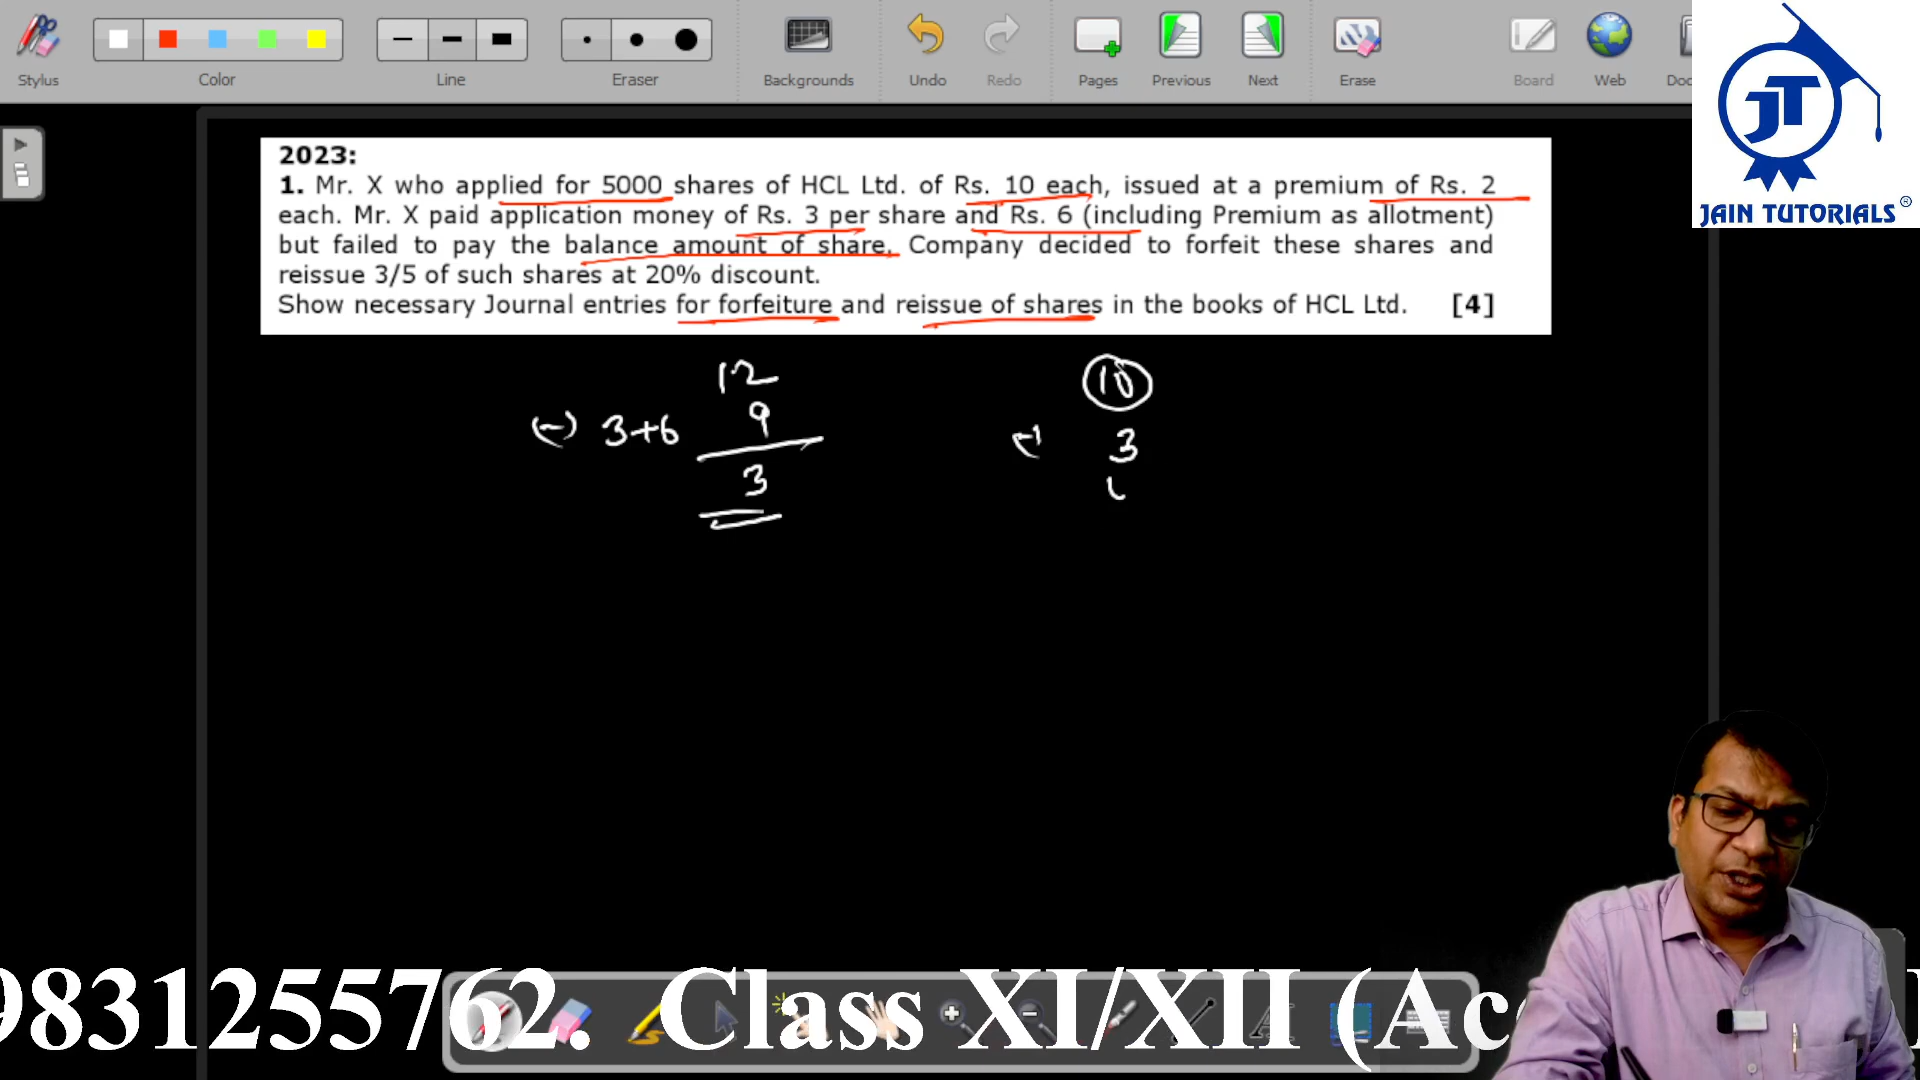 Stylus
Color
Line
Eraser
Backgrounds
Undo
Redo
Pages
Previous
Next
Erase
Board
Web
JT
JAIN TUTORIALS®
2023:
1. Mr. X who applied for 5000 shares of HCL Ltd. of Rs. 10 each, issued at a premium of Rs. 2
each. Mr. X paid application money of Rs. 3 per share and Rs. 6 (including Premium as allotment)
but failed to pay the balance amount of share. Company decided to forfeit these shares and
reissue 3/5 of such shares at 20% discount.
Show necessary Journal entries for forfeiture and reissue of shares in the books of HCL Ltd. [4]
12
(-) 3+6 9
3
10
(-) 3
9831255762. Class XI/XII (Acc